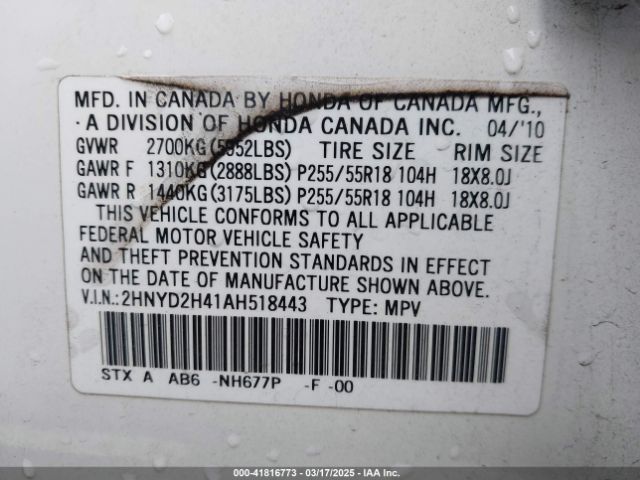 MFD. IN CANADA BY HONDA OF CANADA MFG.,
· A DIVISION OF HONDA CANADA INC. 04/'10
GVWR 2700KG(5952LBS) TIRE SIZE RIM SIZE
GAWR F 1310KG(2888LBS) P255/55R18 104H 18X8.0J
GAWR R 1440KG(3175LBS) P255/55R18 104H 18X8.0J
THIS VEHICLE CONFORMS TO ALL APPLICABLE
FEDERAL MOTOR VEHICLE SAFETY
AND THEFT PREVENTION STANDARDS IN EFFECT
ON THE DATE OF MANUFACTURE SHOWN ABOVE.
V.I.N.:2HNYD2H41AH518443 TYPE: MPV
STX A AB6 -NH677P -F -00
000-41816773 — 03/17/2025 — IAA Inc.